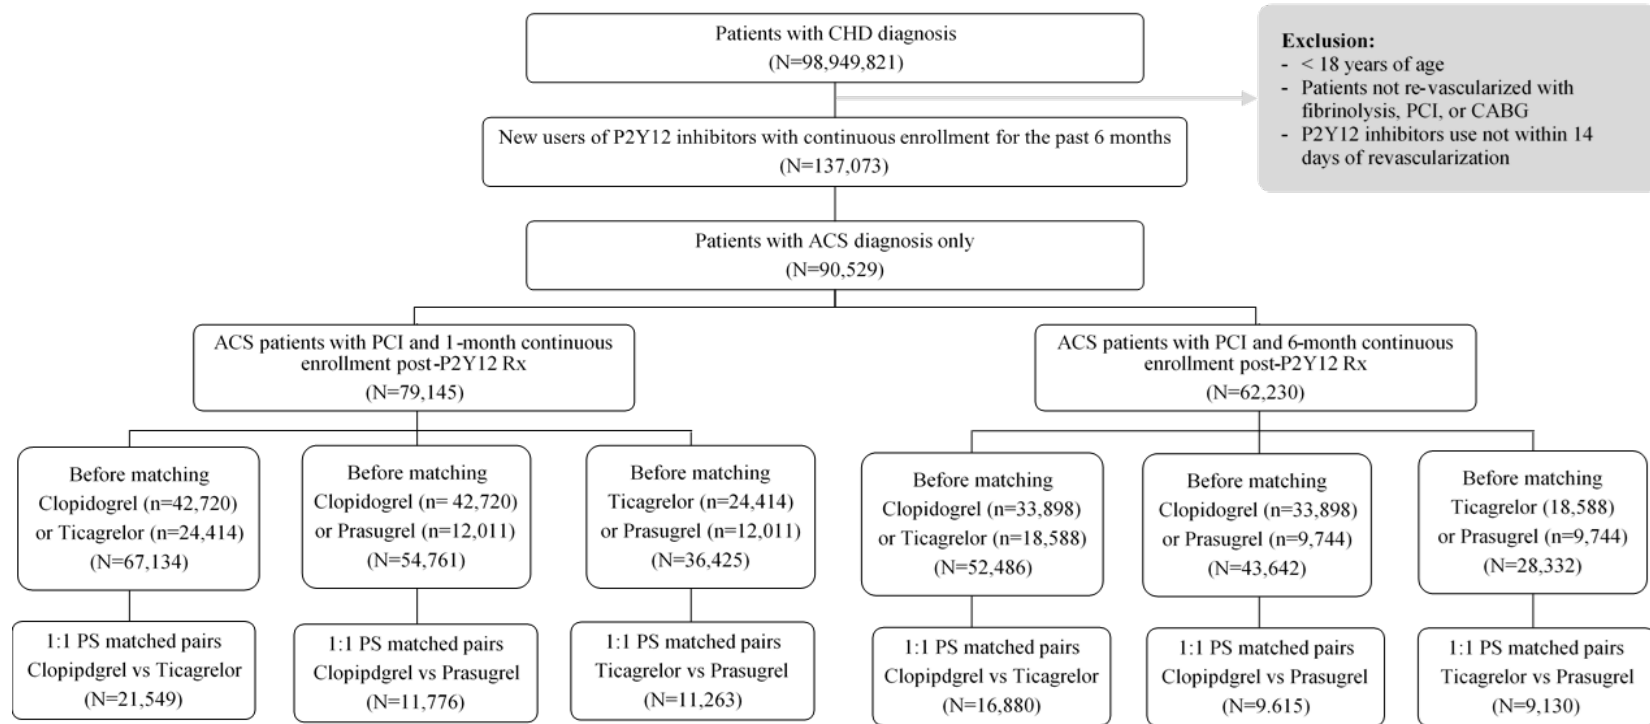 Patients with CHD diagnosis
(N=98,949,821)
Exclusion:
- < 18 years of age
- Patients not re-vascularized with
fibrinolysis, PCI, or CABG
- P2Y12 inhibitors use not within 14
days of revascularization
New users of P2Y12 inhibitors with continuous enrollment for the past 6 months
(N=137,073)
Patients with ACS diagnosis only
(N=90,529)
ACS patients with PCI and 1-month continuous
enrollment post-P2Y12 Rx
(N=79,145)
ACS patients with PCI and 6-month continuous
enrollment post-P2Y12 Rx
(N=62,230)
Before matching
Clopidogrel (n=42,720)
or Ticagrelor (n=24,414)
(N=67,134)
Before matching
Clopidogrel (n= 42,720)
or Prasugrel (n=12,011)
(N=54,761)
Before matching
Ticagrelor (n=24,414)
or Prasugrel (n=12,011)
(N=36,425)
Before matching
Clopidogrel (n=33,898)
or Ticagrelor (n=18,588)
(N=52,486)
Before matching
Clopidogrel (n=33,898)
or Prasugrel (n=9,744)
(N=43,642)
Before matching
Ticagrelor (18,588)
or Prasugrel (n=9,744)
(N=28,332)
1:1 PS matched pairs
Clopipdgrel vs Ticagrelor
(N=21,549)
1:1 PS matched pairs
Clopipdgrel vs Prasugrel
(N=11,776)
1:1 PS matched pairs
Ticagrelor vs Prasugrel
(N=11,263)
1:1 PS matched pairs
Clopipdgrel vs Ticagrelor
(N=16,880)
1:1 PS matched pairs
Clopipdgrel vs Prasugrel
(N=9.615)
1:1 PS matched pairs
Ticagrelor vs Prasugrel
(N=9,130)